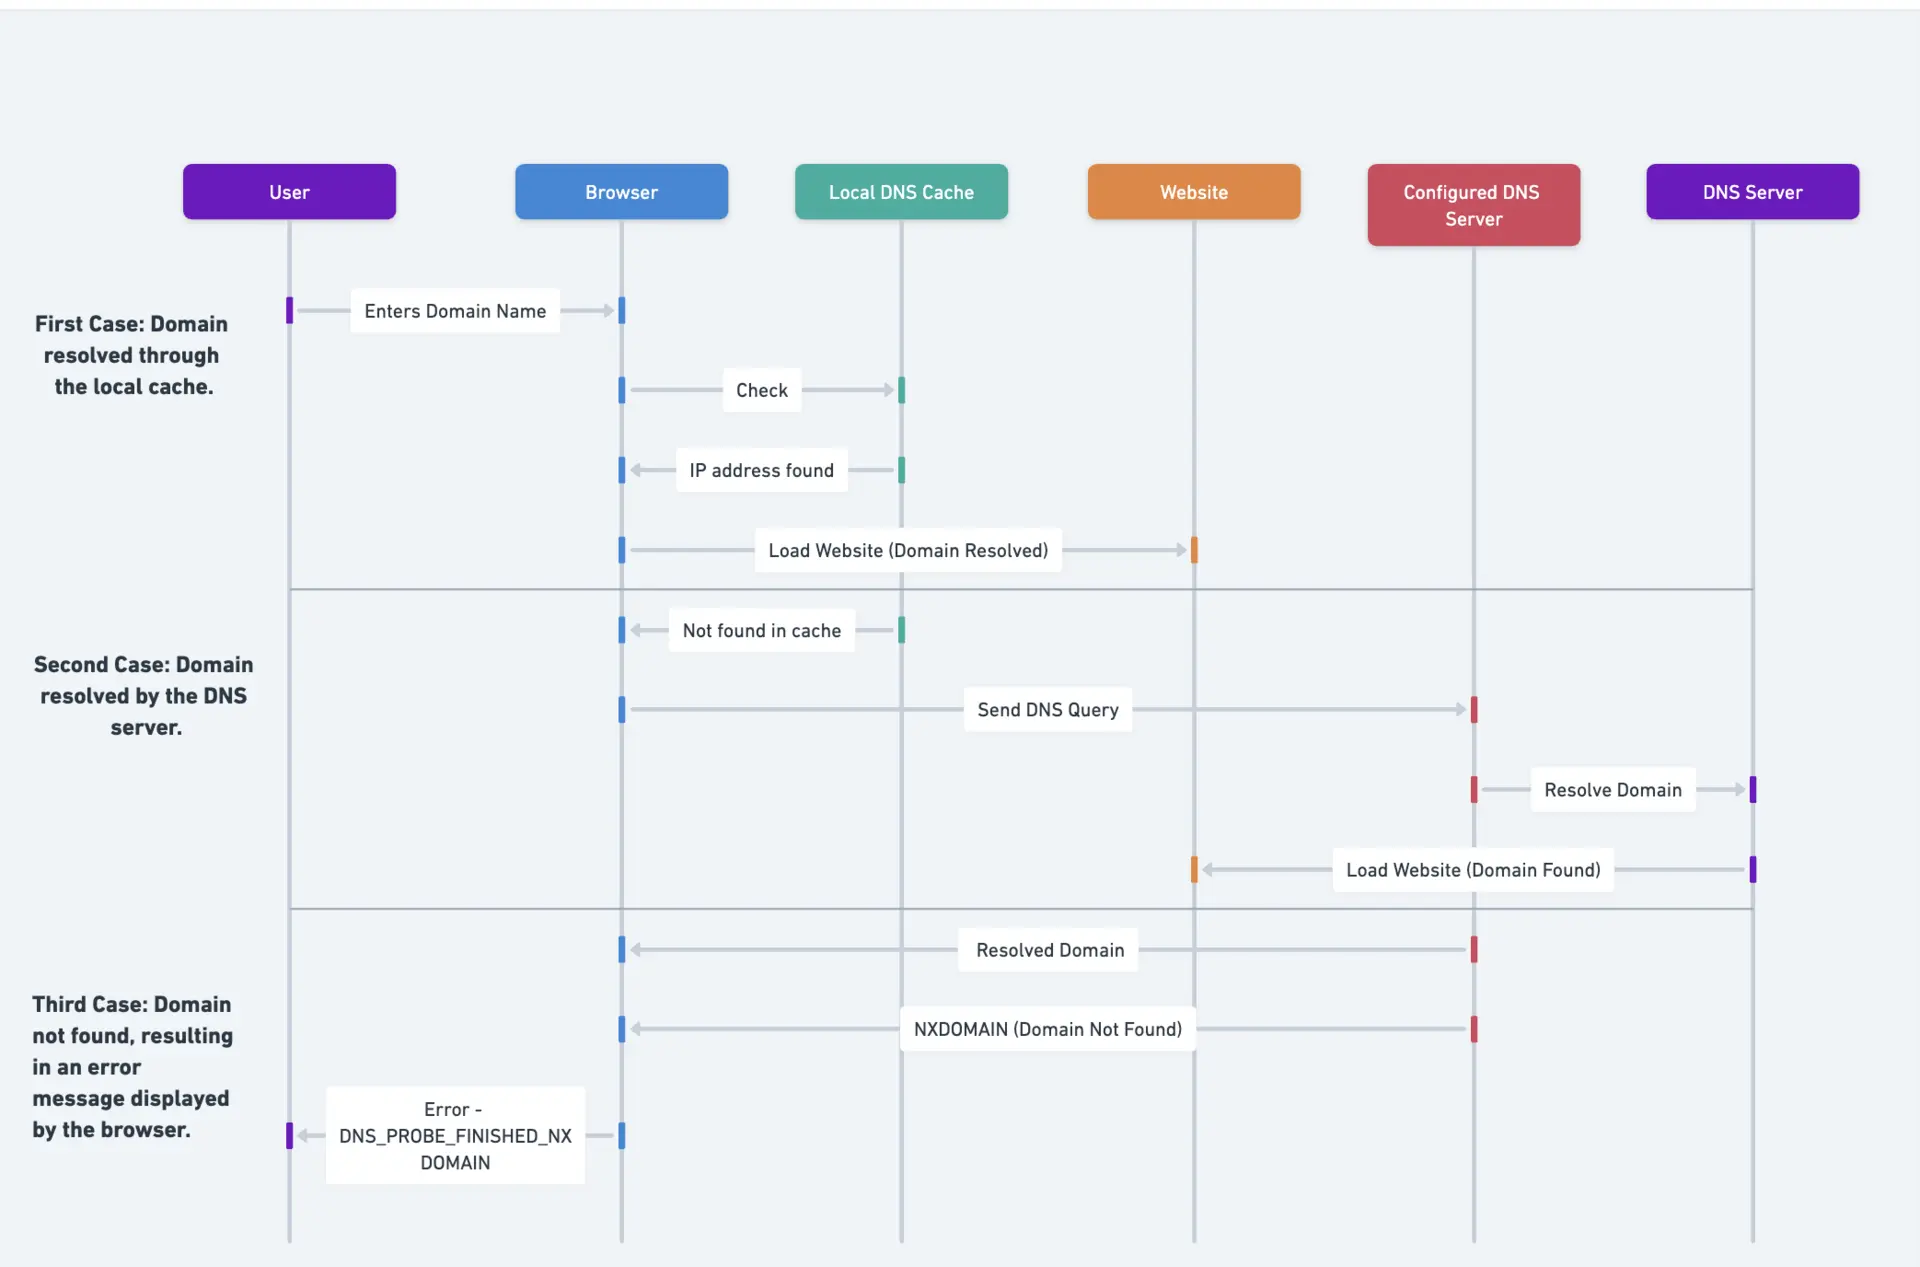 User
Browser
Local DNS Cache
Website
Configured DNS
Server
DNS Server
First Case: Domain
resolved through
the local cache.
Enters Domain Name
Check
IP address found
Load Website (Domain Resolved)
Second Case: Domain
resolved by the DNS
server.
Not found in cache
Send DNS Query
Resolve Domain
Load Website (Domain Found)
Third Case: Domain
not found, resulting
in an error
message displayed
by the browser.
Resolved Domain
NXDOMAIN (Domain Not Found)
Error -
DNS_PROBE_FINISHED_NX
DOMAIN